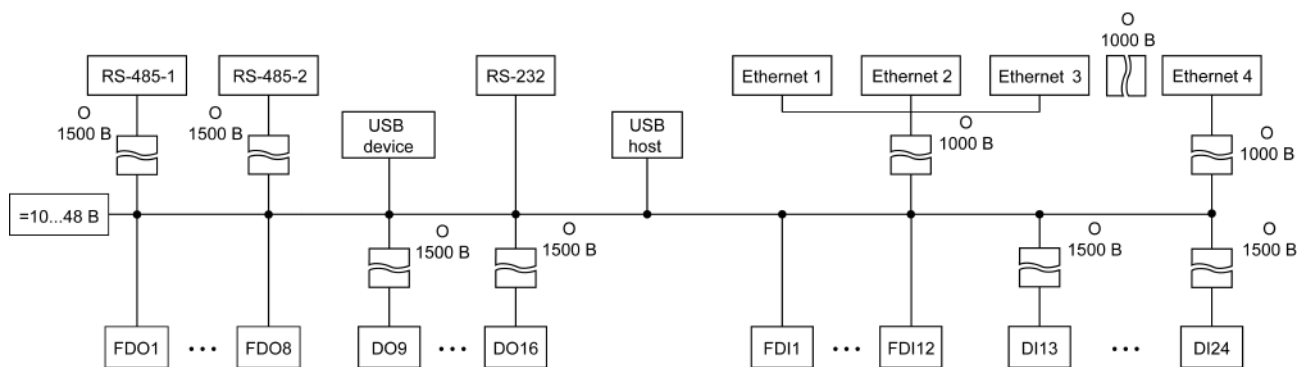 О
1000 В
RS-485-1
RS-485-2
RS-232
Ethernet 1
Ethernet 2
Ethernet 3
Ethernet 4
О
1500 В
О
1500 В
USB
device
USB
host
О
1000 В
О
1000 В
=10...48 В
О
1500 В
О
1500 В
О
1500 В
О
1500 В
FDO1
...
FDO8
DO9
...
DO16
FDI1
...
FDI12
DI13
...
DI24